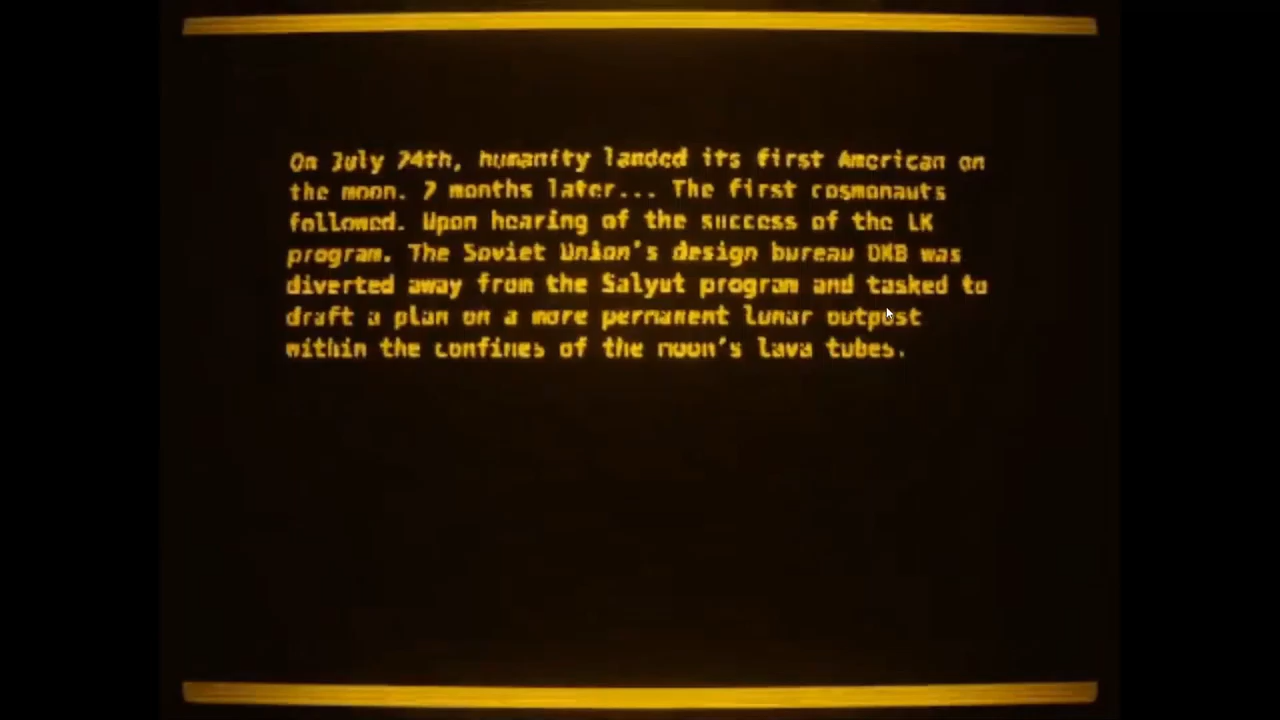 On July 24th, humanity landed its first American on
the moon. 7 months later... The first cosmonauts
followed. Upon hearing of the success of the LK
program. The Soviet Union's design bureau OKB was
diverted away from the Salyut program and tasked to
draft a plan on a more permanent lunar outpost
within the confines of the moon's lava tubes.